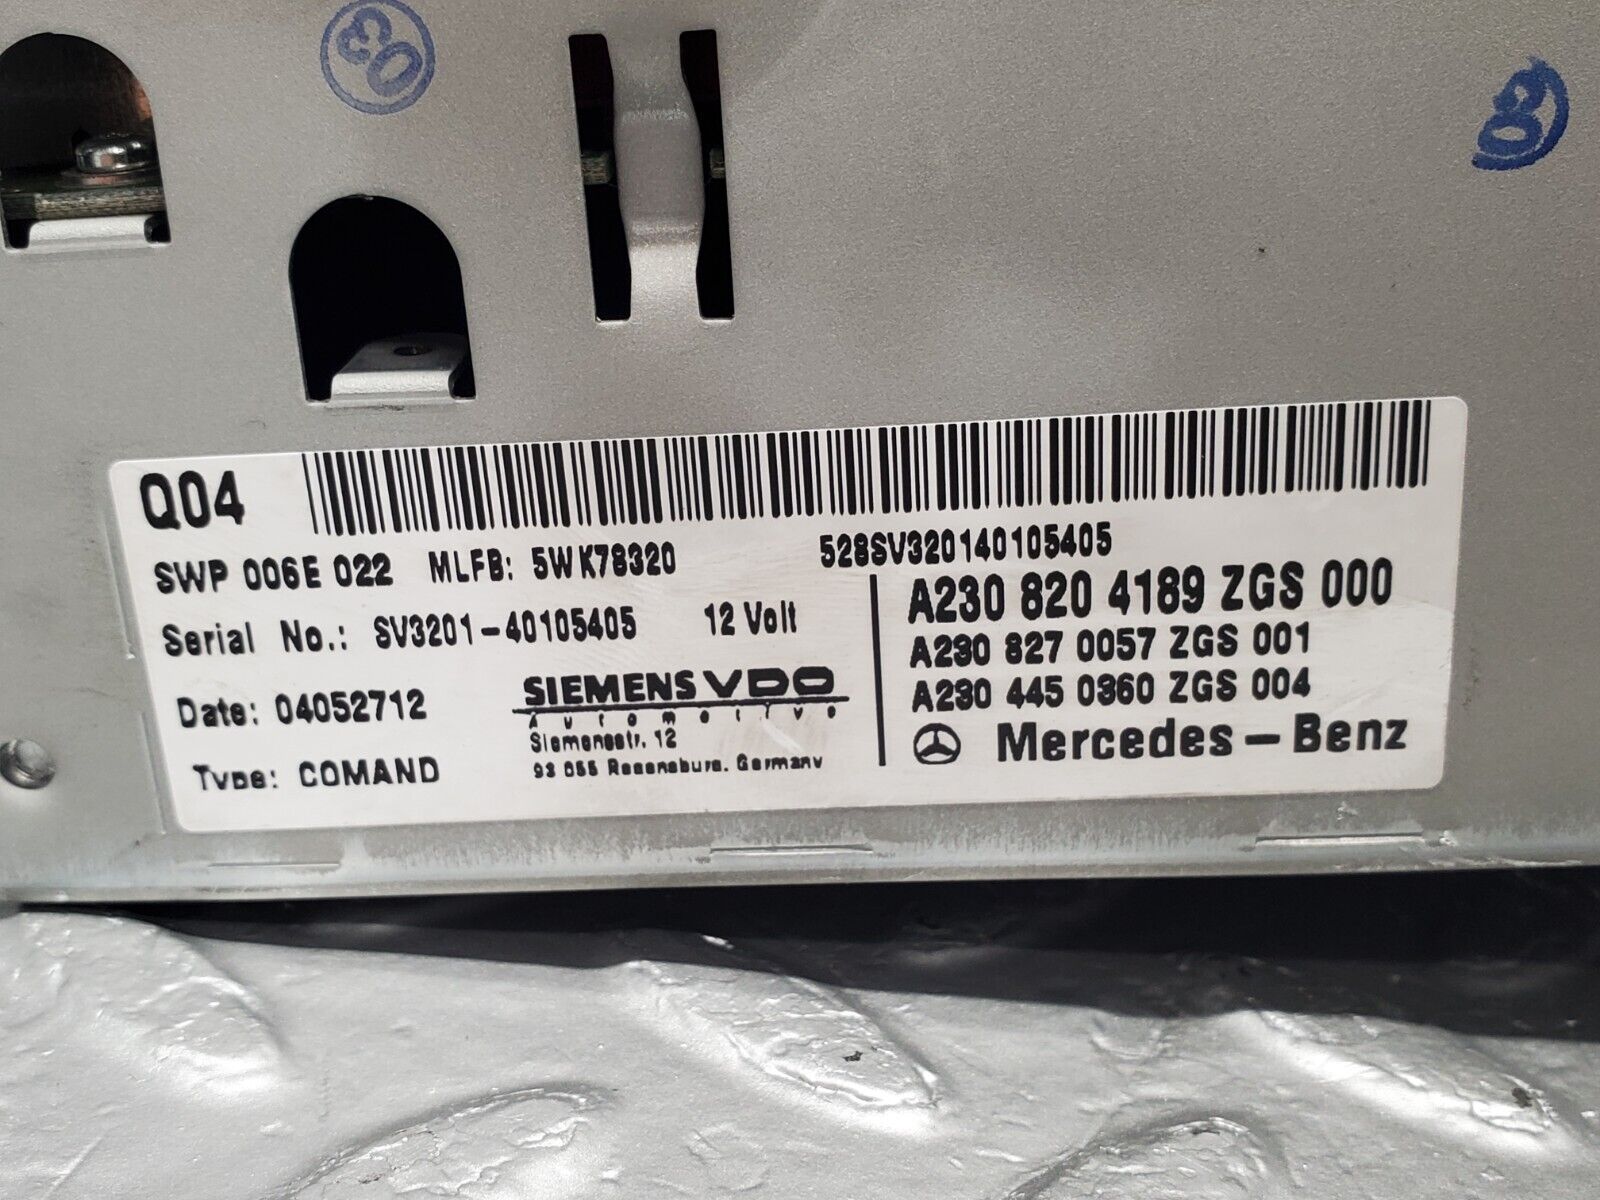 03
Q04
SWP 006E 022 MLFB: 5WK78320
528SV320140105405
Serial No.: SV3201-40105405 12 Volt
Date: 04052712
Type: COMAND
SIEMENS VDO
Automotive
Siemensstr. 12
93 055 Regensburg, Germany
A230 820 4189 ZGS 000
A230 827 0057 ZGS 001
A230 445 0360 ZGS 004
Mercedes-Benz